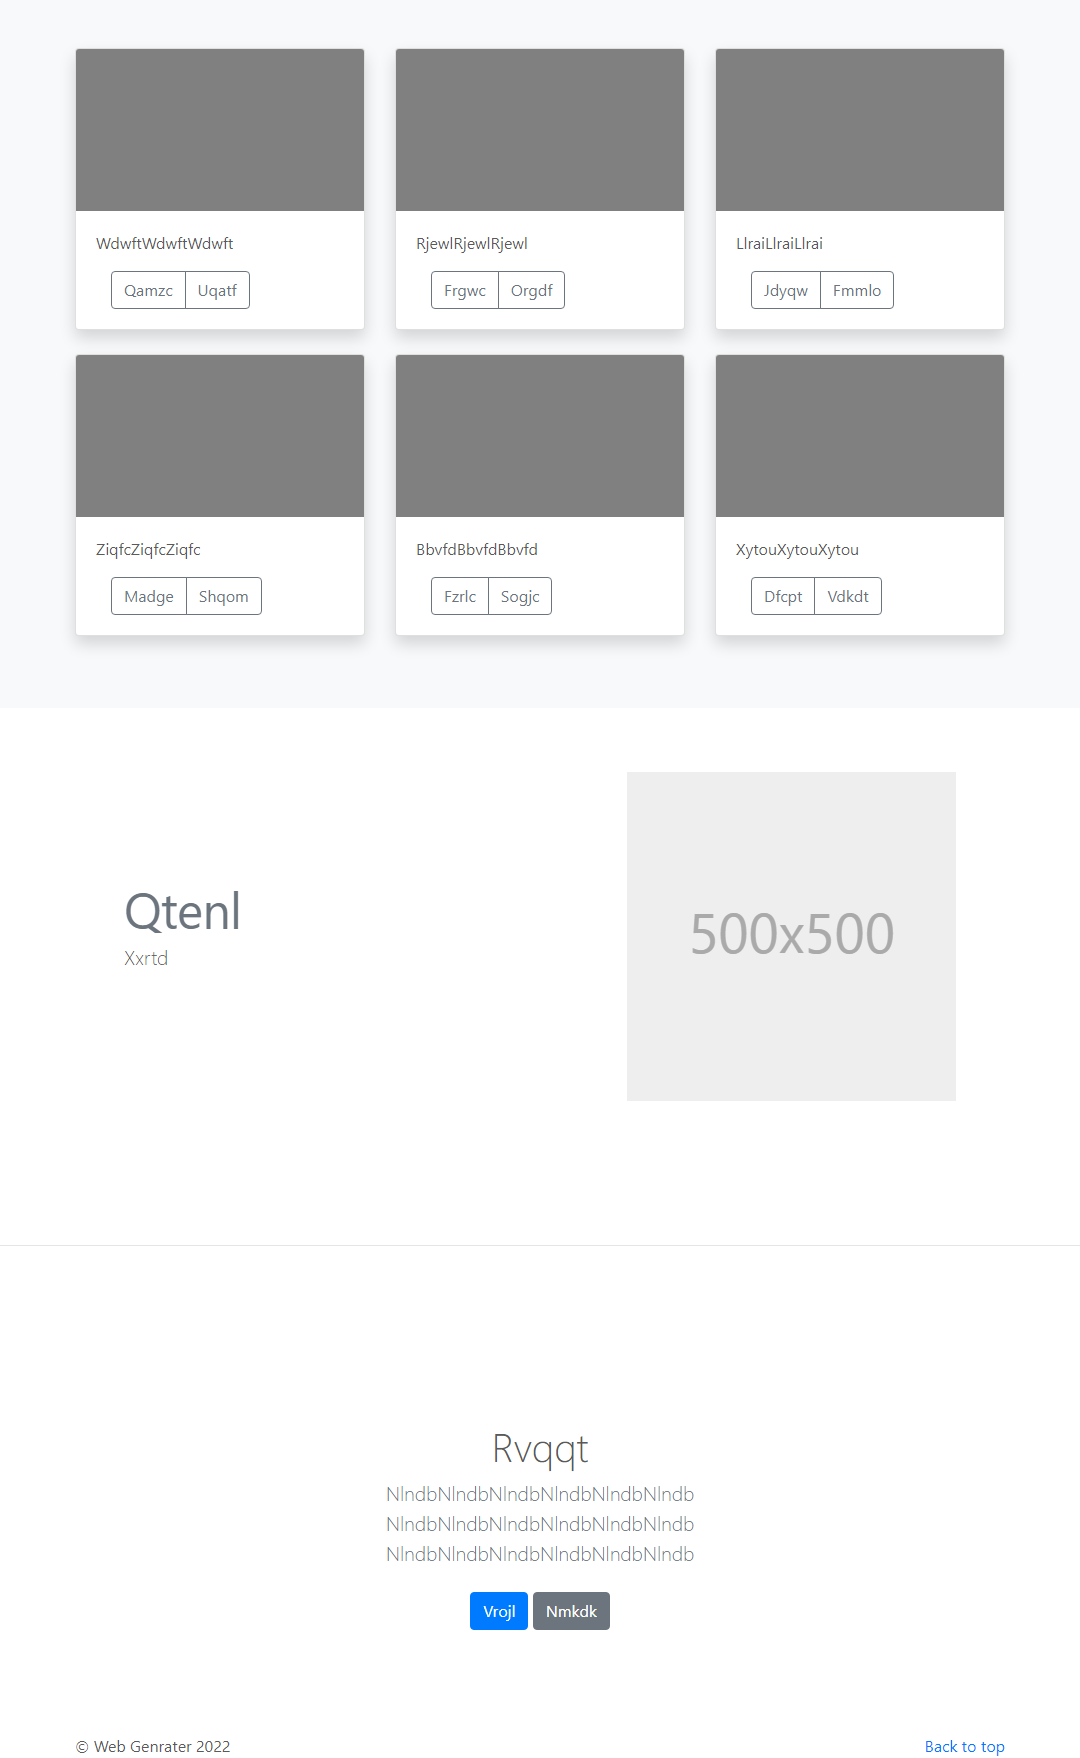 WdwftWdwftWdwft
Qamzc Uqatf
RjewlRjewlRjewl
Frgwc Orgdf
LlraiLlraiLlrai
Jdyqw Fmmlo
ZiqfcZiqfcZiqfc
Madge Shqom
BbvfdBbvfdBbvfd
Fzrlc Sogjc
XytouXytouXytou
Dfcpt Vdkdt
Qtenl
Xxrtd
500x500
Rvqqt
NlndbNlndbNlndbNlndbNlndbNlndb
NlndbNlndbNlndbNlndbNlndbNlndb
NlndbNlndbNlndbNlndbNlndbNlndb
Vrojl Nmkdk
© Web Genrater 2022
Back to top